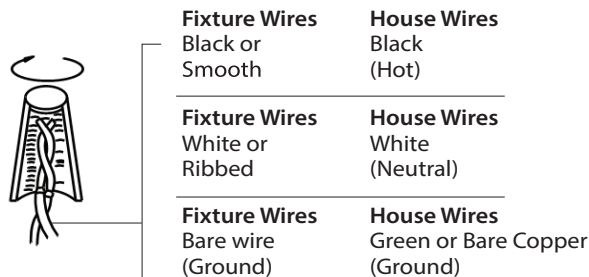 Fixture Wires House Wires
Black or Black
Smooth (Hot)
Fixture Wires House Wires
White or White
Ribbed (Neutral)
Fixture Wires House Wires
Bare wire Green or Bare Copper
(Ground) (Ground)